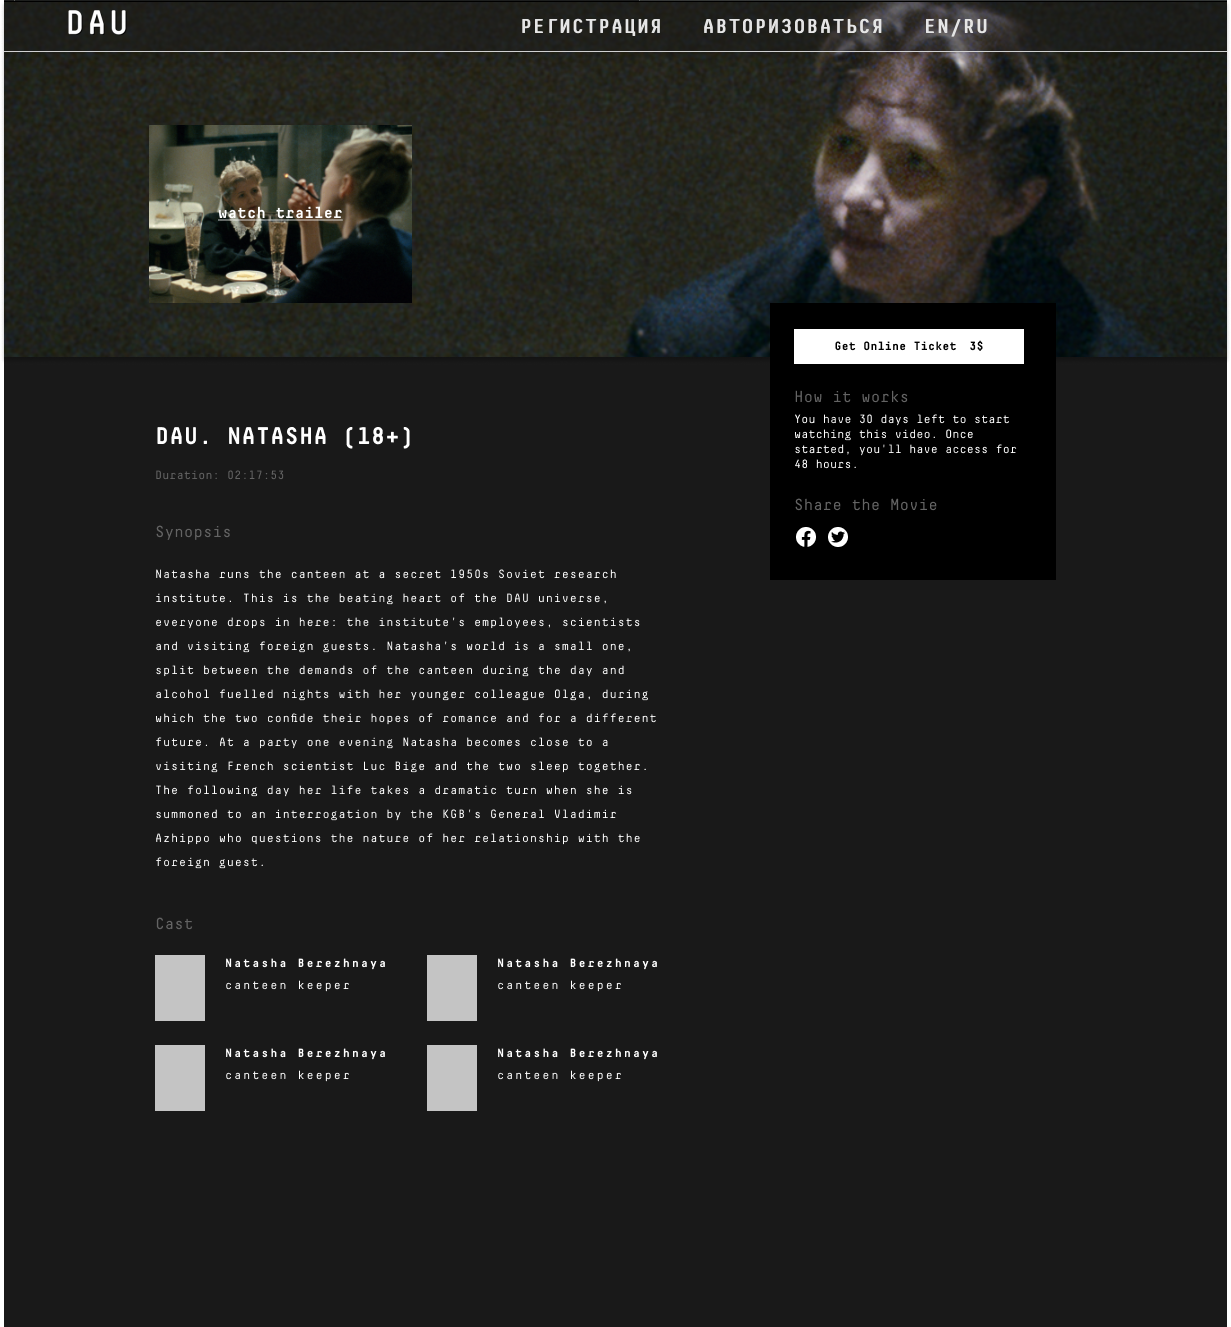 DAU
РЕГИСТРАЦИЯ АВТОРИЗОВАТЬСЯ EN/RU
watch trailer
Get Online Ticket 3$
How it works
You have 30 days left to start
watching this video. Once
started, you'll have access for
48 hours.
Share the Movie
DAU. NATASHA (18+)
Duration: 02:17:53
Synopsis
Natasha runs the canteen at a secret 1950s Soviet research
institute. This is the beating heart of the DAU universe,
everyone drops in here: the institute's employees, scientists
and visiting foreign guests. Natasha's world is a small one,
split between the demands of the canteen during the day and
alcohol fuelled nights with her younger colleague Olga, during
which the two confide their hopes of romance and for a different
future. At a party one evening Natasha becomes close to a
visiting French scientist Luc Bige and the two sleep together.
The following day her life takes a dramatic turn when she is
summoned to an interrogation by the KGB's General Vladimir
Azhippo who questions the nature of her relationship with the
foreign guest.
Cast
Natasha Berezhnaya
canteen keeper
Natasha Berezhnaya
canteen keeper
Natasha Berezhnaya
canteen keeper
Natasha Berezhnaya
canteen keeper